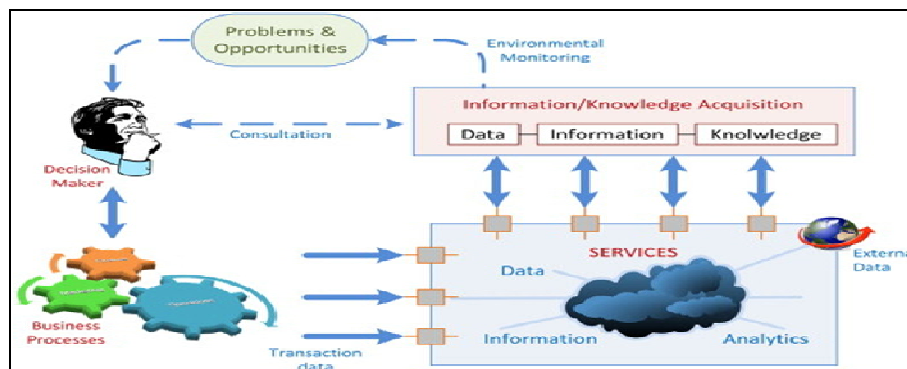 Problems &
Opportunities
Environmental
Monitoring
Information/Knowledge Acquisition
Data
Information
Knolwledge
Consultation
Decision
Maker
SERVICES
External
Data
Data
Information
Analytics
Business
Processes
Transaction
data